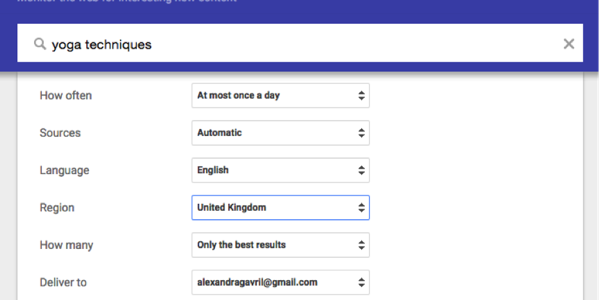 Monitor the web for interesting new content
yoga techniques
How often At most once a day
Sources Automatic
Language English
Region United Kingdom
How many Only the best results
Deliver to alexandragavril@gmail.com